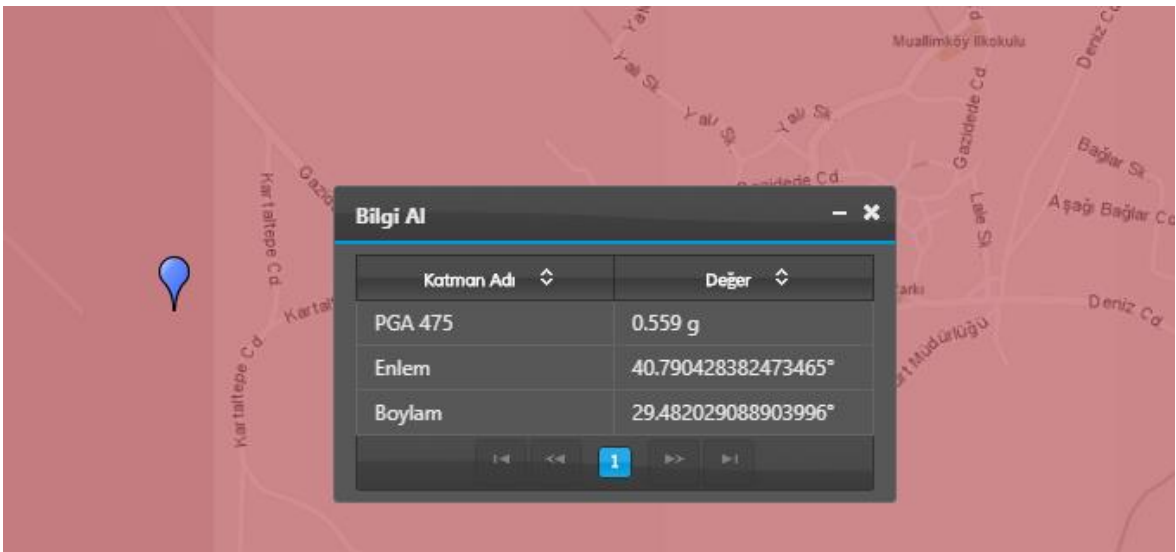 Yalı Sk.
Yalı Sk.
Yalı Sk.
Muallimköy İlkokulu
Deniz Cd.
Gazidede Cd.
Bağlar Sk.
Aşağı Bağlar Cd.
Lale Sk.
Kartaltepe Cd.
Kartaltepe Cd.
Deniz Cd.
Bilgi Al
Katman Adı Değer
PGA 475 0.559 g
Enlem 40.790428382473465°
Boylam 29.482029088903996°
1